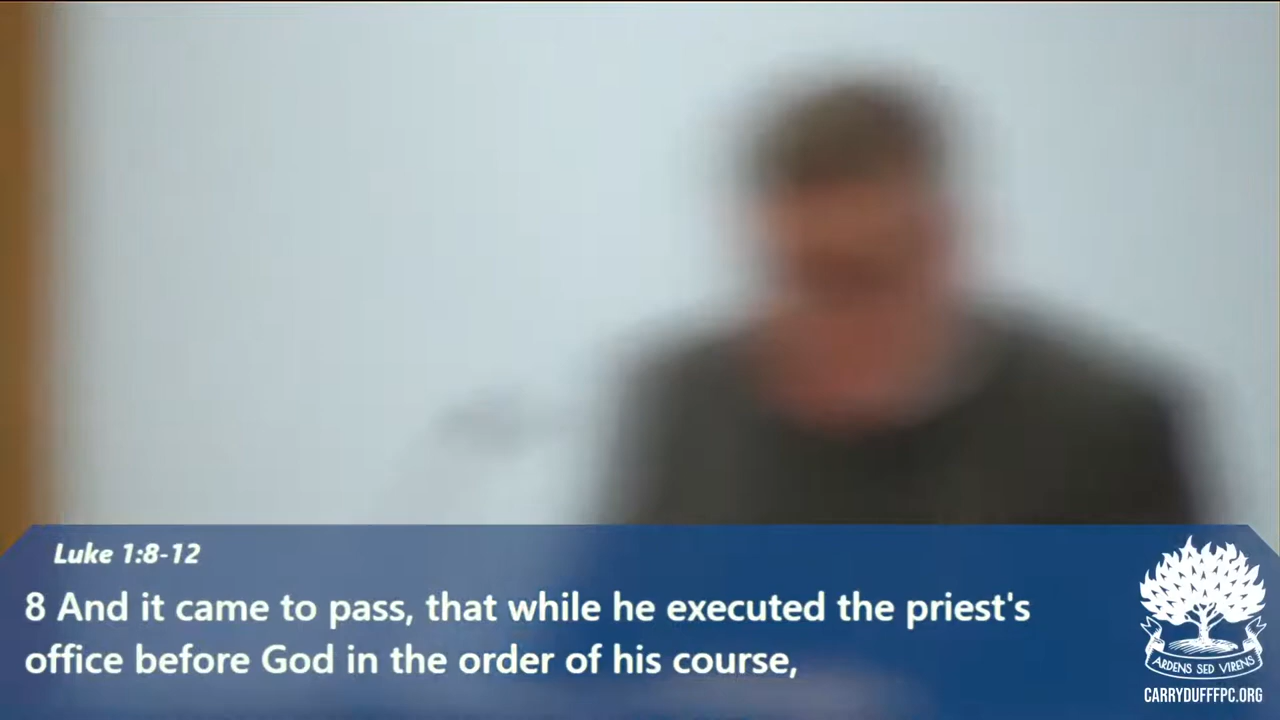 Luke 1:8-12
8 And it came to pass, that while he executed the priest's
office before God in the order of his course,
ARDENS SED VIRENS
CARRYDUFFFPC.ORG